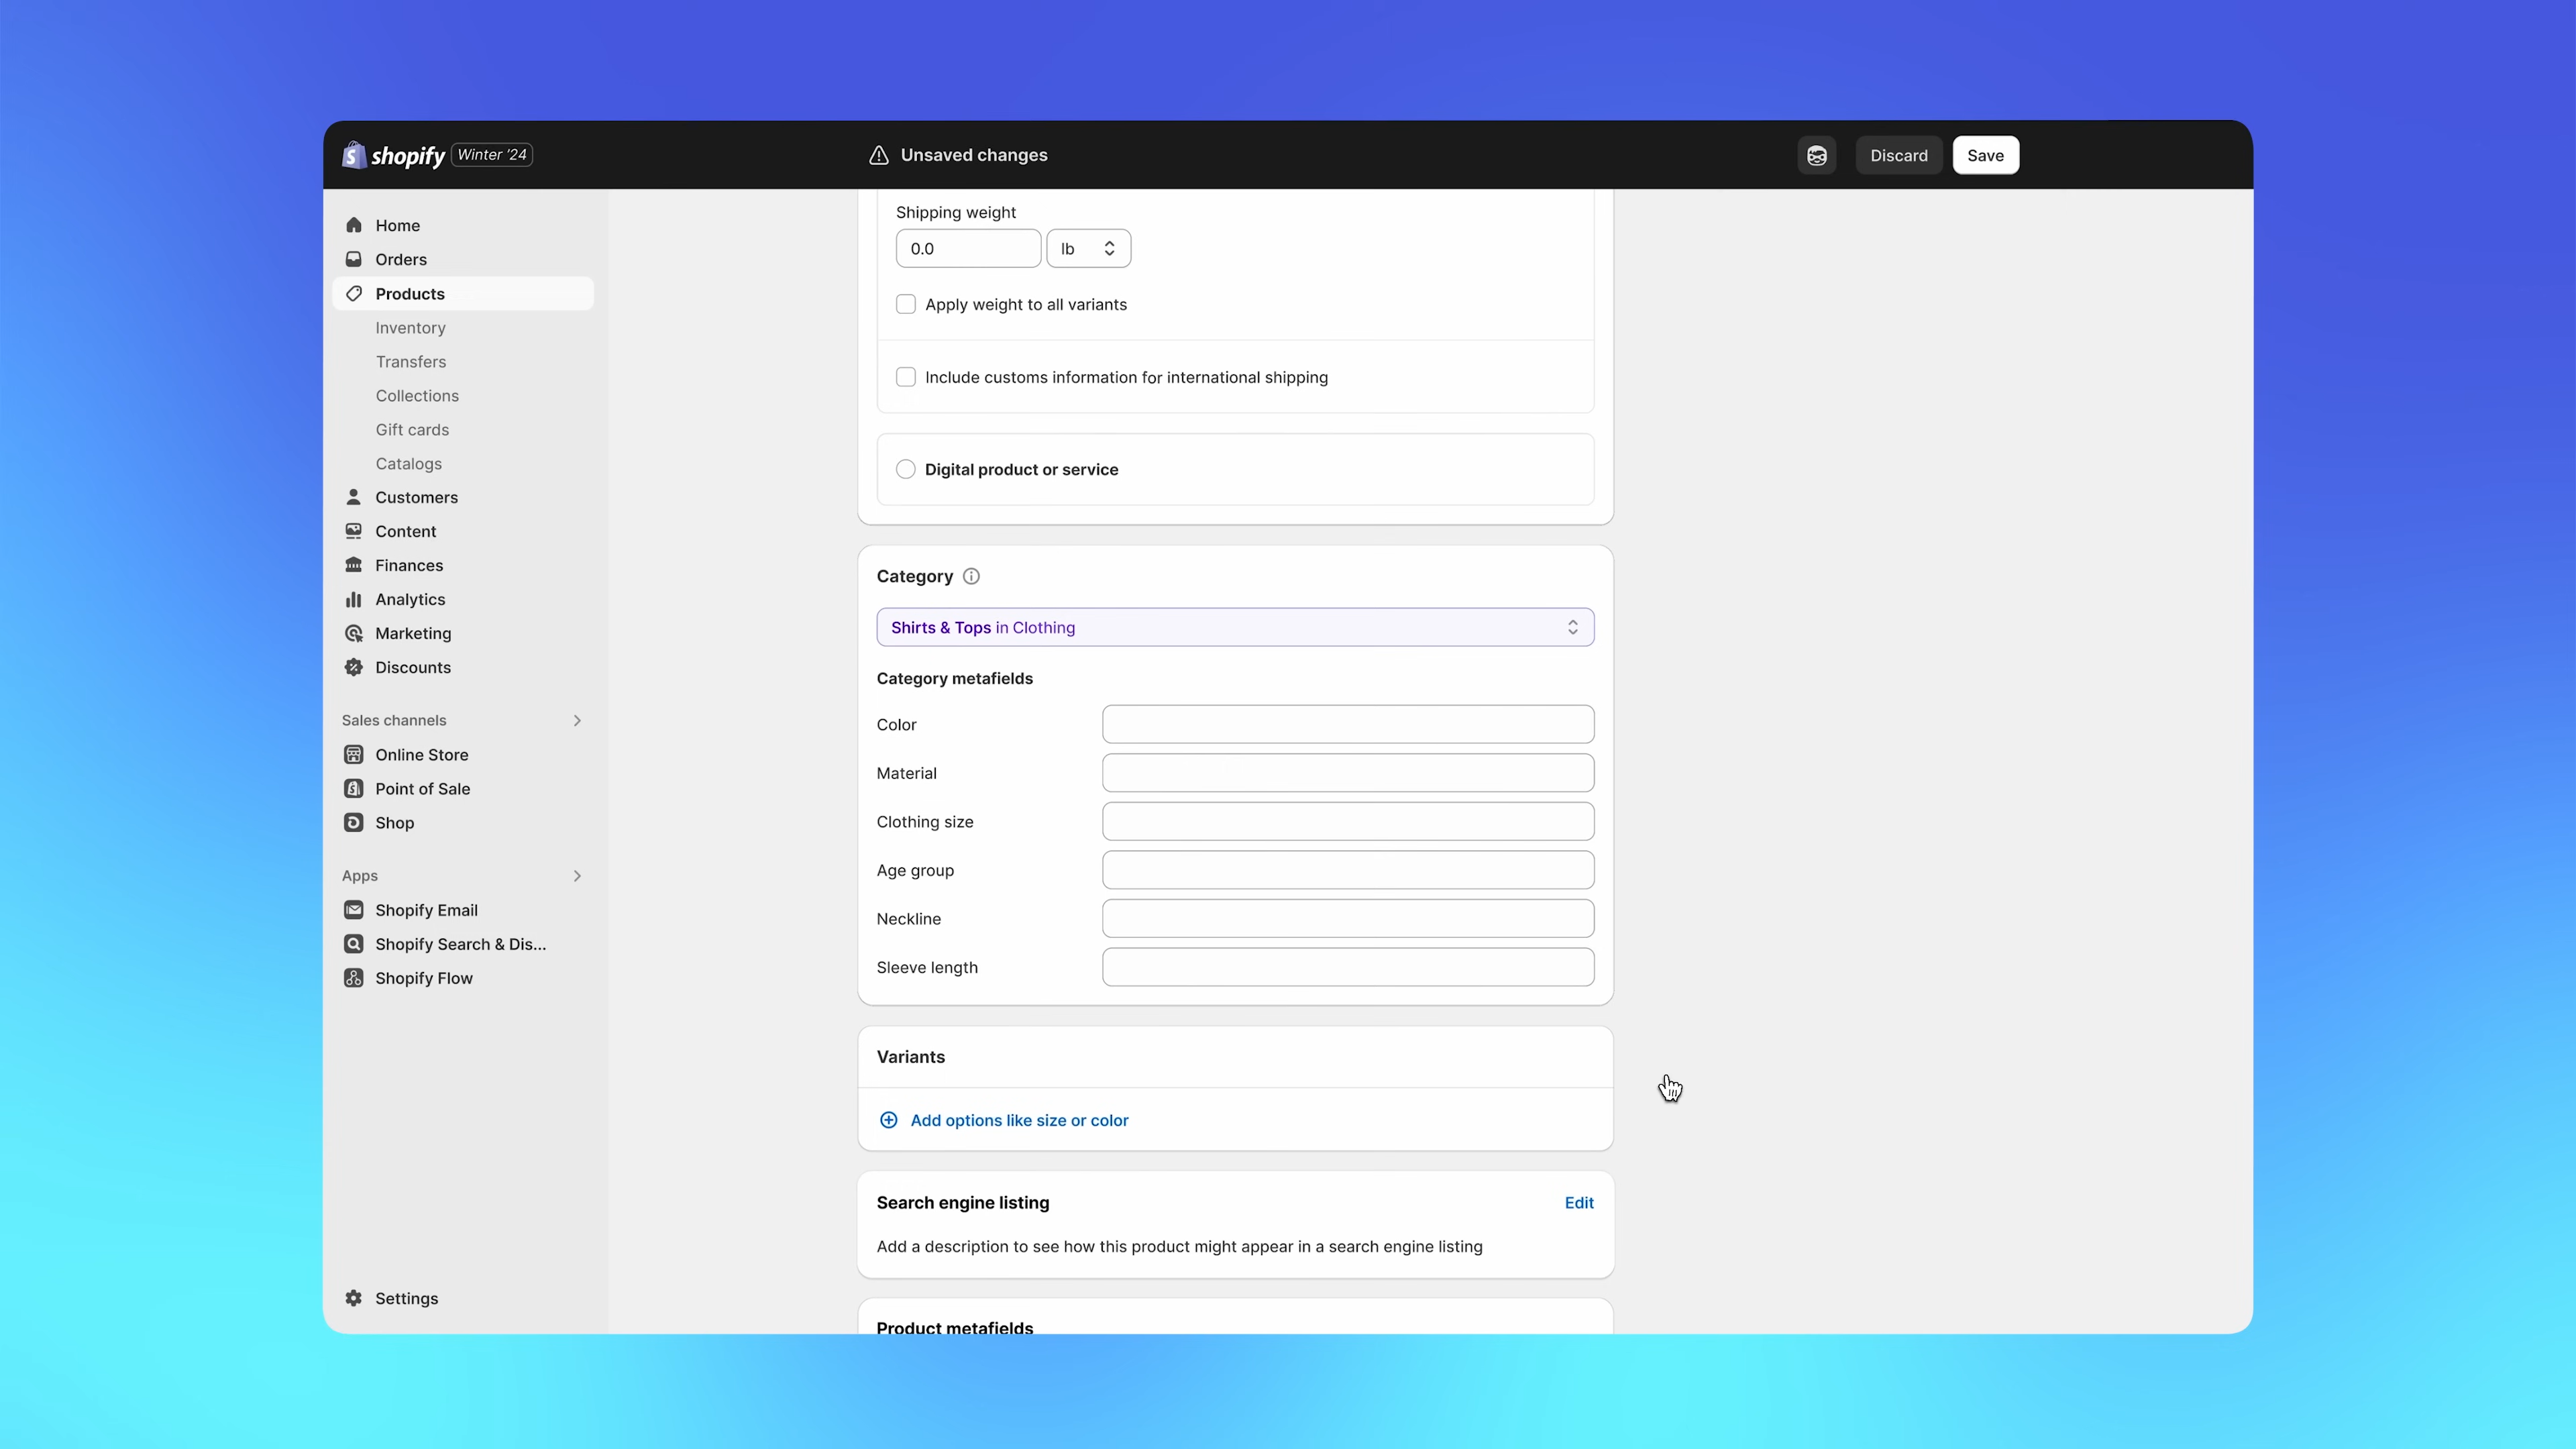 shopify Winter '24
Unsaved changes
Discard
Save
Home
Orders
Products
Inventory
Transfers
Collections
Gift cards
Catalogs
Customers
Content
Finances
Analytics
Marketing
Discounts
Sales channels
Online Store
Point of Sale
Shop
Apps
Shopify Email
Shopify Search & Dis...
Shopify Flow
Settings
Shipping weight
0.0
lb
Apply weight to all variants
Include customs information for international shipping
Digital product or service
Category
Shirts & Tops in Clothing
Category metafields
Color
Material
Clothing size
Age group
Neckline
Sleeve length
Variants
Add options like size or color
Search engine listing
Edit
Add a description to see how this product might appear in a search engine listing
Product metafields